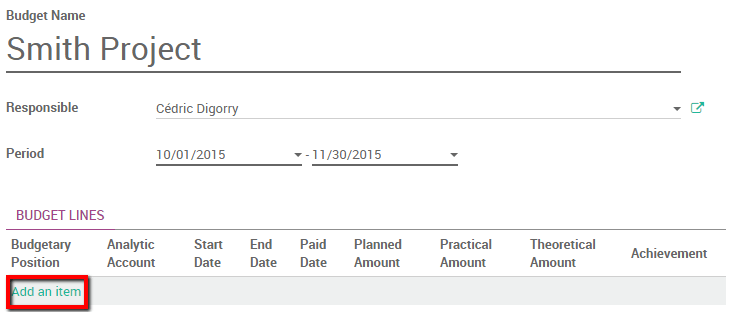 Budget Name
Smith Project
Responsible Cédric Digorry
Period 10/01/2015 - 11/30/2015
BUDGET LINES
Budgetary Position Analytic Account Start Date End Date Paid Date Planned Amount Practical Amount Theoretical Amount Achievement
Add an item